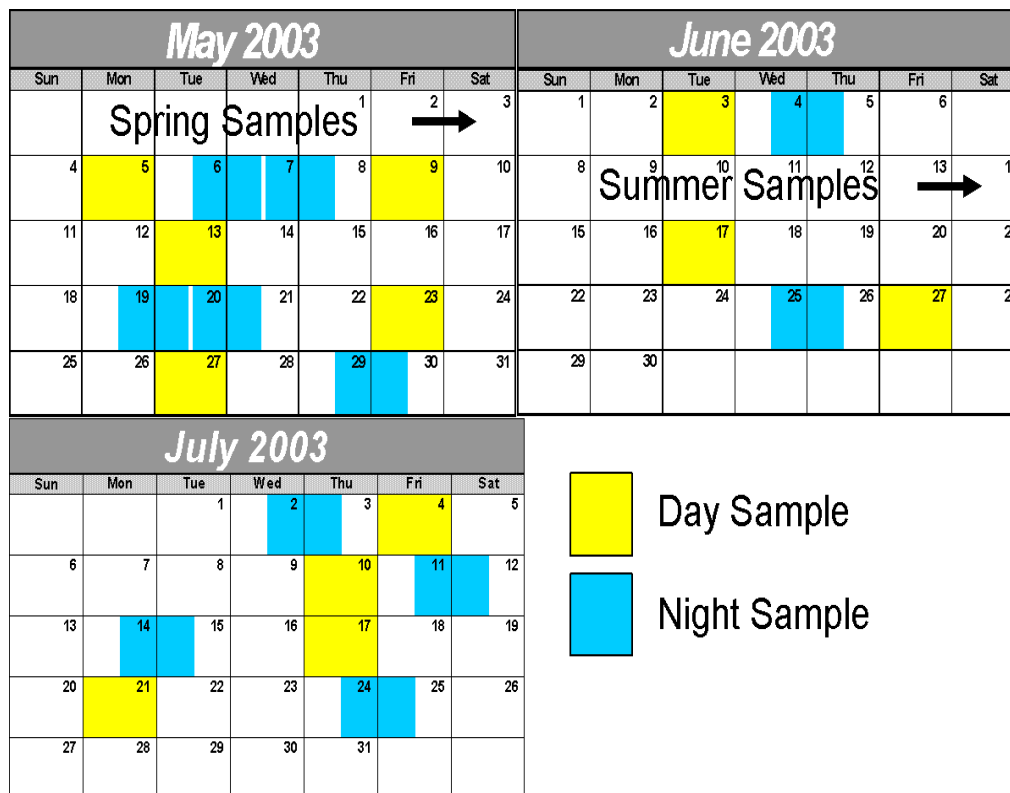 May 2003
Sun Mon Tue Wed Thu Fri Sat
1 2 3
Spring Samples
4 5 6 7 8 9 10
11 12 13 14 15 16 17
18 19 20 21 22 23 24
25 26 27 28 29 30 31
June 2003
Sun Mon Tue Wed Thu Fri Sat
1 2 3 4 5 6
8 9 10 11 12 13 1
Summer Samples
15 16 17 18 19 20 2
22 23 24 25 26 27 2
29 30
July 2003
Sun Mon Tue Wed Thu Fri Sat
1 2 3 4 5
6 7 8 9 10 11 12
13 14 15 16 17 18 19
20 21 22 23 24 25 26
27 28 29 30 31
Day Sample
Night Sample